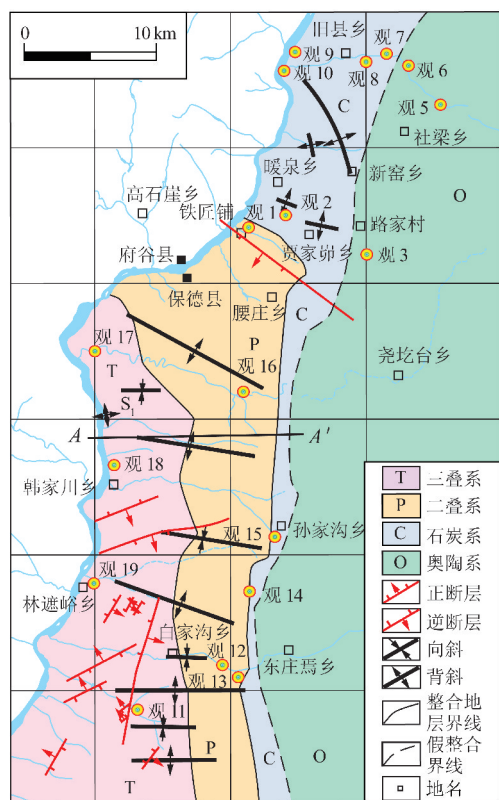 0 10 km
旧县乡
观 7
观 9
观 10
观 8
观 6
C
观 5
社梁乡
暖泉乡
新窑乡
O
高石崖乡
铁匠铺
观 1
观 2
路家村
贾家峁乡
观 3
府谷县
保德县
腰庄乡
C
观 17
P
T
观 16
尧圪台乡
S₁
A A′
观 18
韩家川乡
观 15
孙家沟乡
观 19
林遮峪乡
观 14
白家沟乡
观 12
东庄焉乡
观 13
观 11
P
C
O
T
T 三叠系
P 二叠系
C 石炭系
O 奥陶系
正断层
逆断层
向斜
背斜
整合地
层界线
假整合
界线
地名